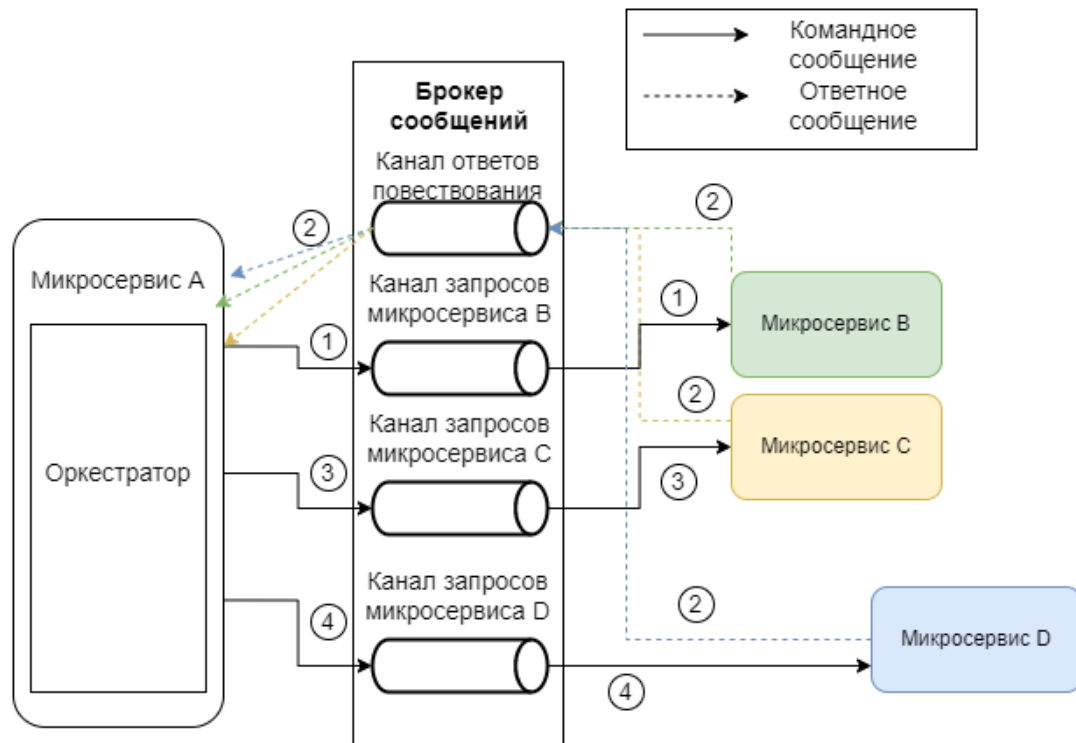 Командное
сообщение
Ответное
сообщение
Брокер
сообщений
Канал ответов
повествования
2
2
Микросервис A
Канал запросов
микросервиса B
1
1
Микросервис B
2
Канал запросов
микросервиса C
Микросервис C
Оркестратор
3
3
Канал запросов
микросервиса D
2
4
Микросервис D
4